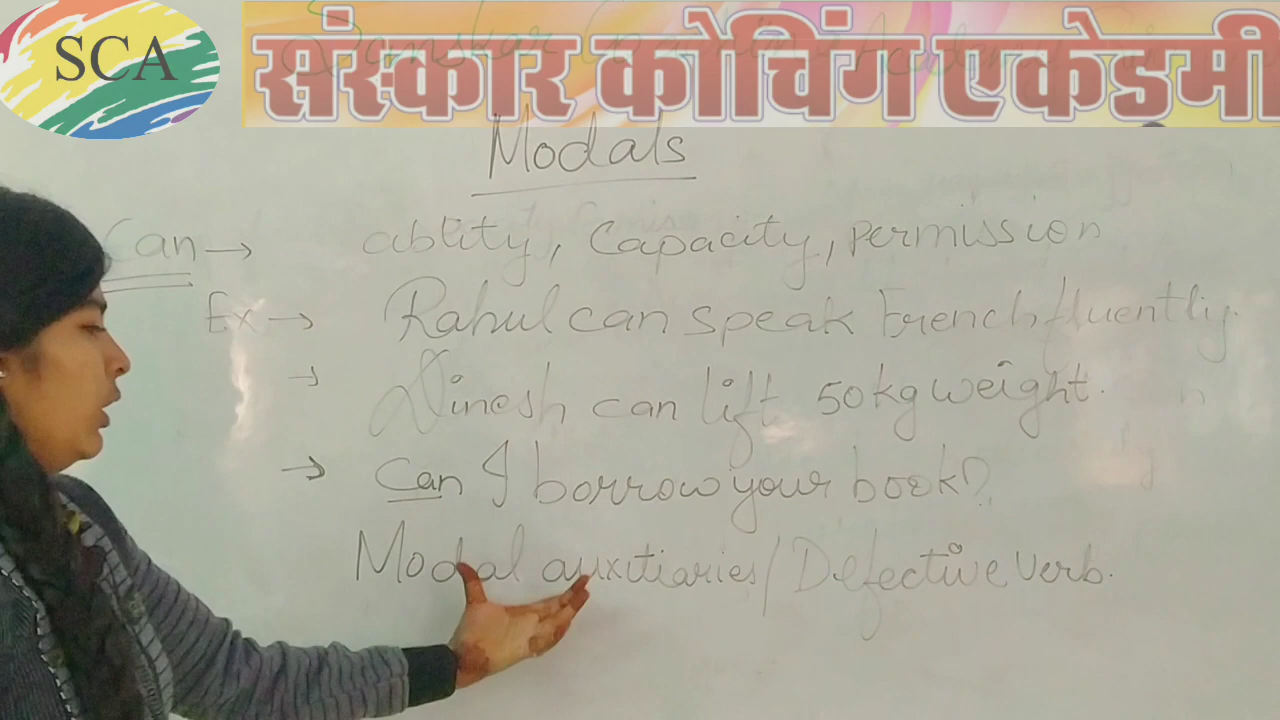 SCA
संस्कार कोचिंग एकेडमी
Modals
Can → ablity, Capacity, permission
Ex → Rahul can speak French fluently.
→ Dinesh can lift 50kg weight.
→ Can I borrow your book?
Modal auxitiaries / Defective verb.